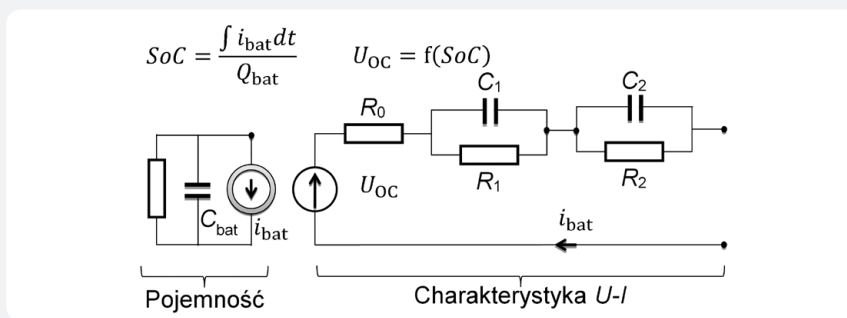 SoC = ∫ i_bat dt / Q_bat
U_OC = f(SoC)
C₁
C₂
R₀
U_OC
R₁
R₂
C_bat
i_bat
i_bat
Pojemność
Charakterystyka U-I